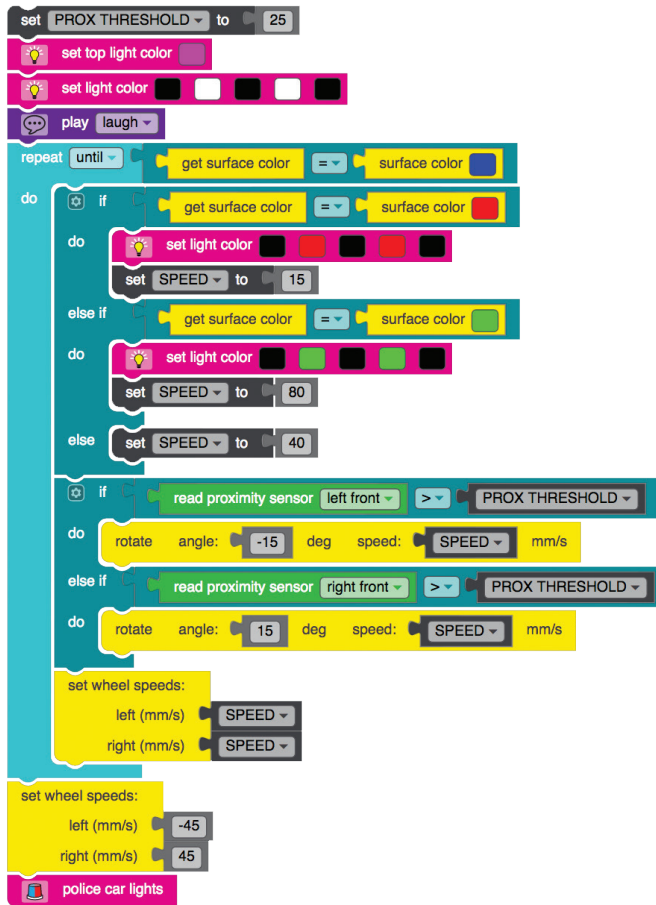 set PROX THRESHOLD to 25
set top light color
set light color
play laugh
repeat until get surface color = surface color
do if get surface color = surface color
do set light color
set SPEED to 15
else if get surface color = surface color
do set light color
set SPEED to 80
else set SPEED to 40
if read proximity sensor left front > PROX THRESHOLD
do rotate angle: -15 deg speed: SPEED mm/s
else if read proximity sensor right front > PROX THRESHOLD
do rotate angle: 15 deg speed: SPEED mm/s
set wheel speeds:
left (mm/s) SPEED
right (mm/s) SPEED
set wheel speeds:
left (mm/s) -45
right (mm/s) 45
police car lights